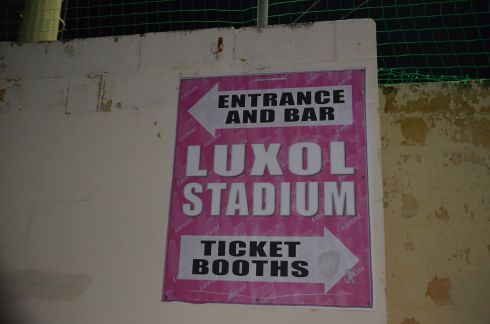 ENTRANCE
AND BAR
LUXOL
STADIUM
TICKET
BOOTHS